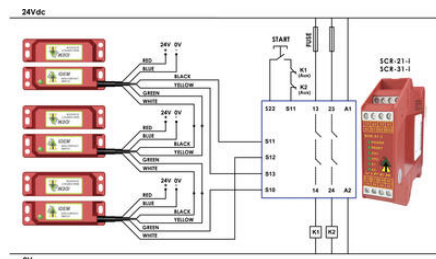 24Vdc
START
FUSE
SCR-21-i
SCR-31-i
24V 0V
RED
BLUE
BLACK
YELLOW
GREEN
WHITE
K1
(Aux)
K2
(Aux)
IDEM
S22 S11 13 23 A1
24V 0V
RED
BLUE
BLACK
YELLOW
GREEN
WHITE
IDEM
S11
S12
S13
S10
24V 0V
RED
BLUE
BLACK
YELLOW
GREEN
WHITE
IDEM
14 24 A2
K1 K2